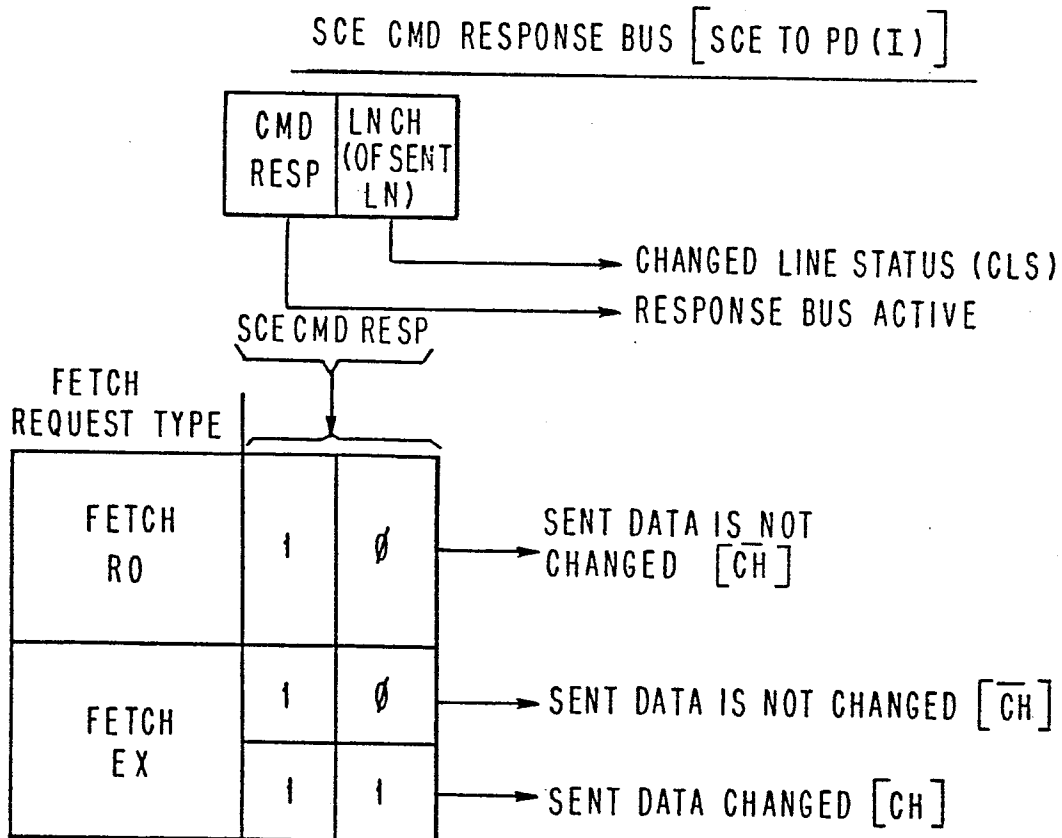 SCE CMD RESPONSE BUS [SCE TO PD (I)]
CMD RESP
LN CH (OF SENT LN)
CHANGED LINE STATUS (CLS)
RESPONSE BUS ACTIVE
SCE CMD RESP
FETCH
REQUEST TYPE
FETCH RO
1
Ø
SENT DATA IS NOT
CHANGED [C̅H̅]
FETCH EX
1
Ø
SENT DATA IS NOT CHANGED [C̅H̅]
1
1
SENT DATA CHANGED [CH]